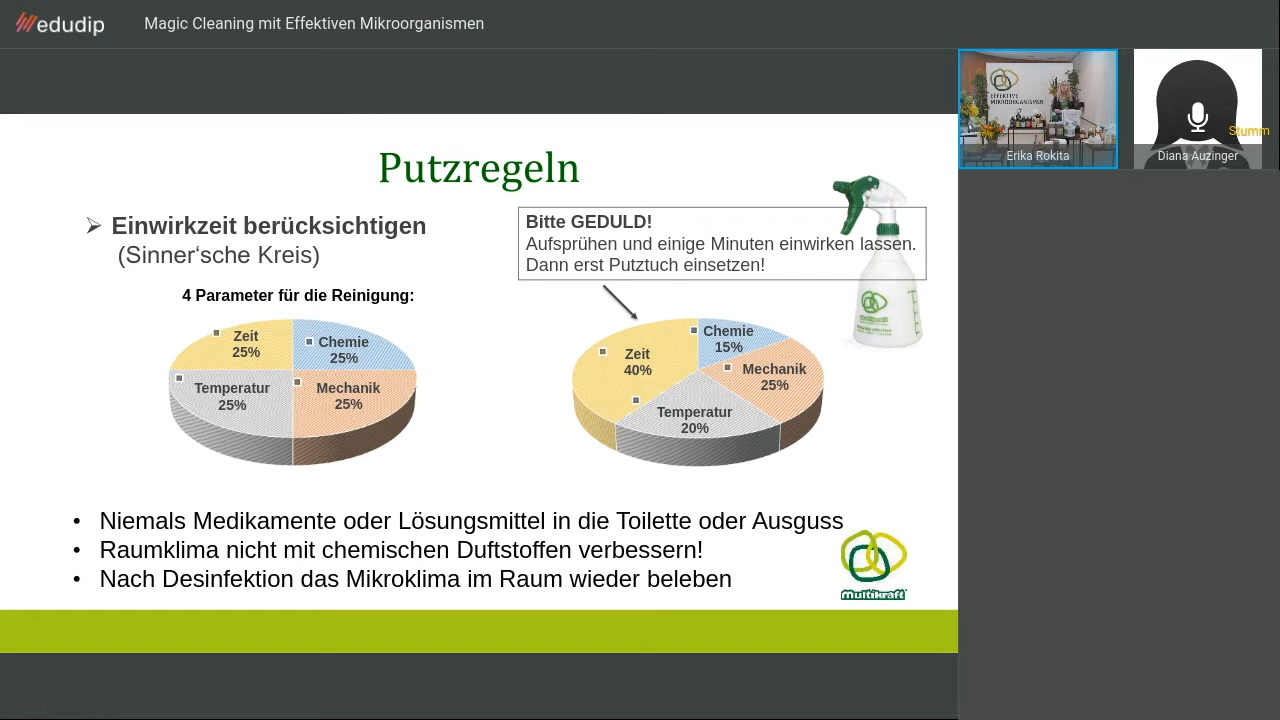 edudip
Magic Cleaning mit Effektiven Mikroorganismen
EFFEKTIVE
MIKROORGANISMEN
Erika Rokita
Stumm
Diana Auzinger
Putzregeln
Einwirkzeit berücksichtigen
(Sinner‘sche Kreis)
Bitte GEDULD!
Aufsprühen und einige Minuten einwirken lassen.
Dann erst Putztuch einsetzen!
4 Parameter für die Reinigung:
Zeit
25%
Chemie
25%
Temperatur
25%
Mechanik
25%
Zeit
40%
Chemie
15%
Mechanik
25%
Temperatur
20%
Multikraft
• Niemals Medikamente oder Lösungsmittel in die Toilette oder Ausguss
• Raumklima nicht mit chemischen Duftstoffen verbessern!
• Nach Desinfektion das Mikroklima im Raum wieder beleben
multikraft